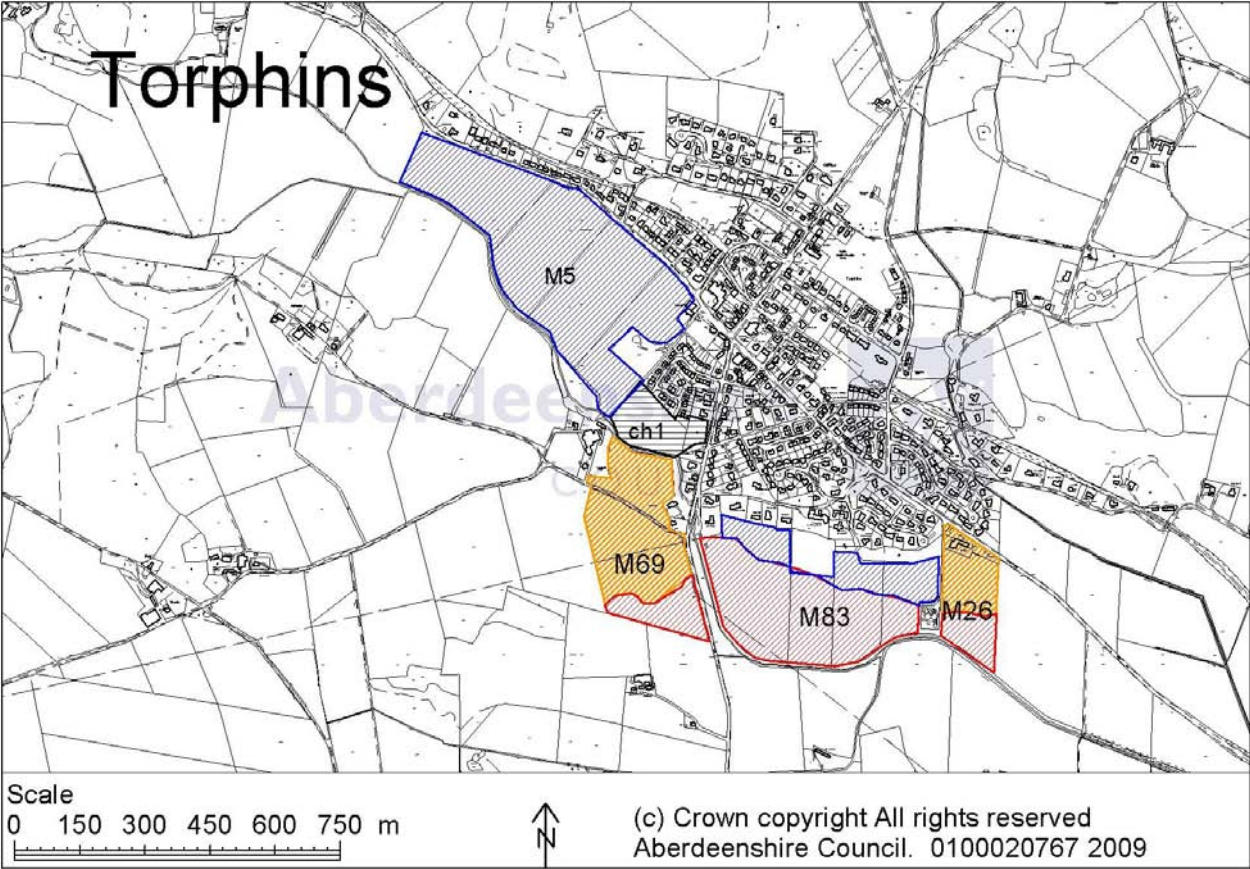 Torphins
M5
ch1
M69
M83
M26
Scale
0 150 300 450 600 750 m
N
(c) Crown copyright All rights reserved
Aberdeenshire Council. 0100020767 2009